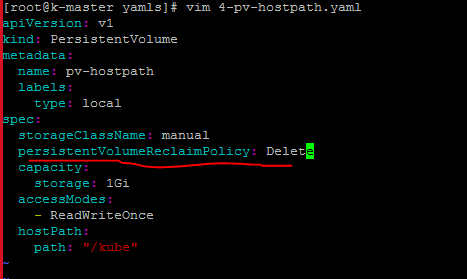 [root@k-master yamls]# vim 4-pv-hostpath.yaml
apiVersion: v1
kind: PersistentVolume
metadata:
  name: pv-hostpath
  labels:
    type: local
spec:
  storageClassName: manual
  persistentVolumeReclaimPolicy: Delete
  capacity:
    storage: 1Gi
  accessModes:
    - ReadWriteOnce
  hostPath:
    path: "/kube"
~
~